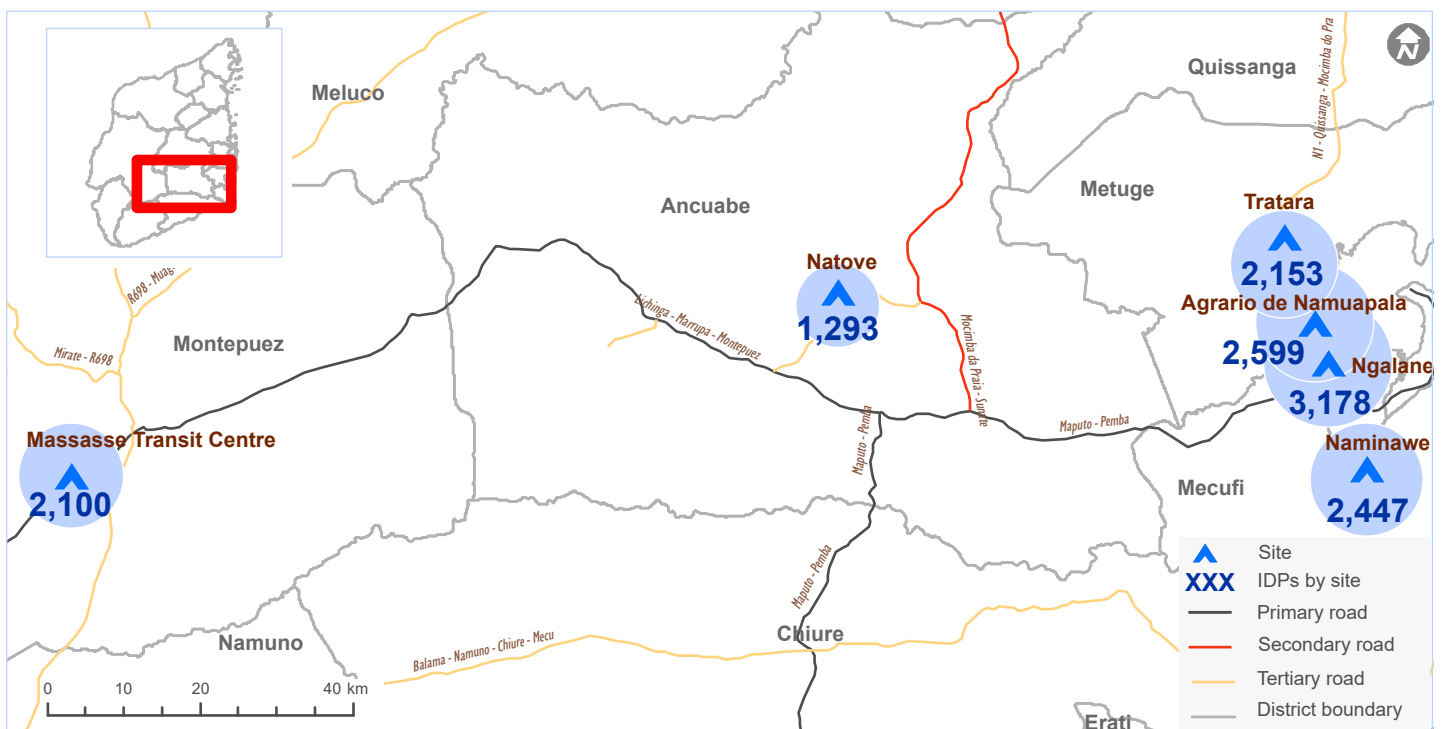 N
Quissanga
Meluco
N1 - Quissanga - Mocimba do Pra
Metuge
Ancuabe
Tratara
2,153
Natove
1,293
R698 - Muag
Agrario de Namuapala
2,599
Lichinga - Marrupa - Montepuez
Mocimba da Praia - Sunate
Mirate - R698
Montepuez
Ngalane
3,178
Maputo - Pemba
Maputo - Pemba
Massasse Transit Centre
2,100
Naminawe
2,447
Mecufi
Maputo - Pemba
Namuno
Chiure
Balama - Namuno - Chiure - Mecu
Erati
0 10 20 40 km
Site
XXX IDPs by site
Primary road
Secondary road
Tertiary road
District boundary